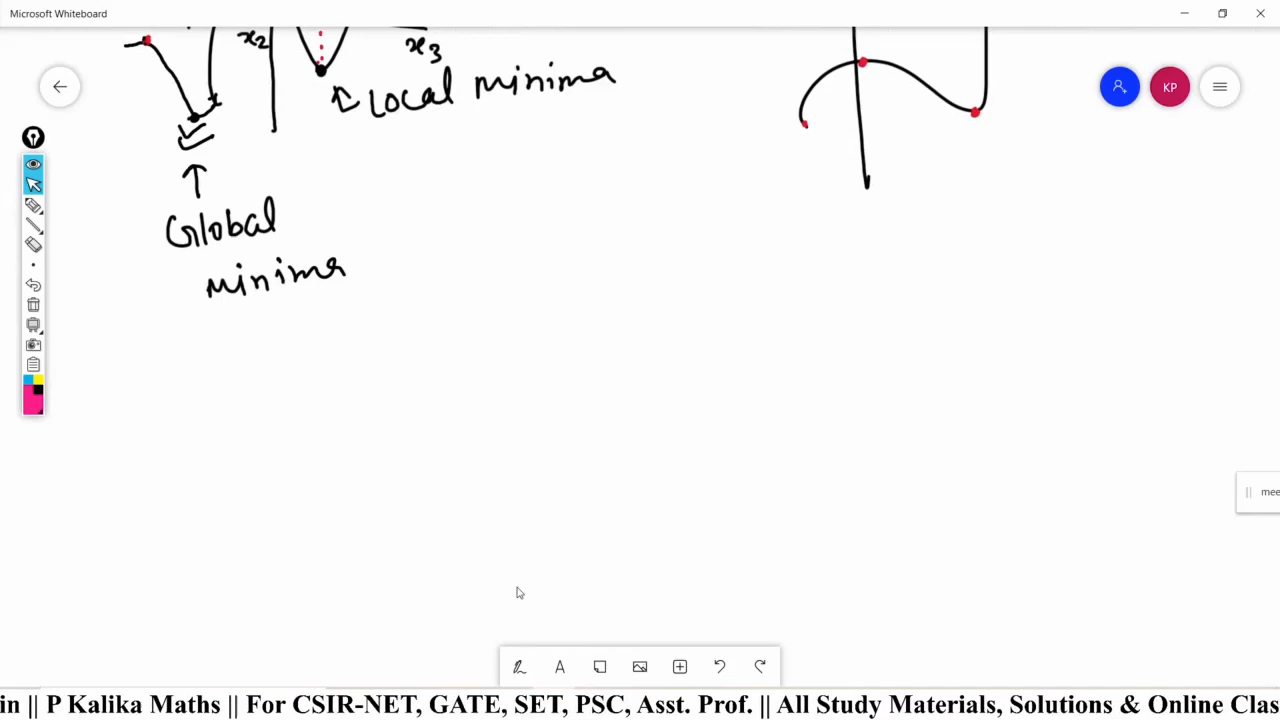 Microsoft Whiteboard
x2
x3
Local minima
KP
Global
minima
mee
in || P Kalika Maths || For CSIR-NET, GATE, SET, PSC, Asst. Prof. || All Study Materials, Solutions & Online Clas